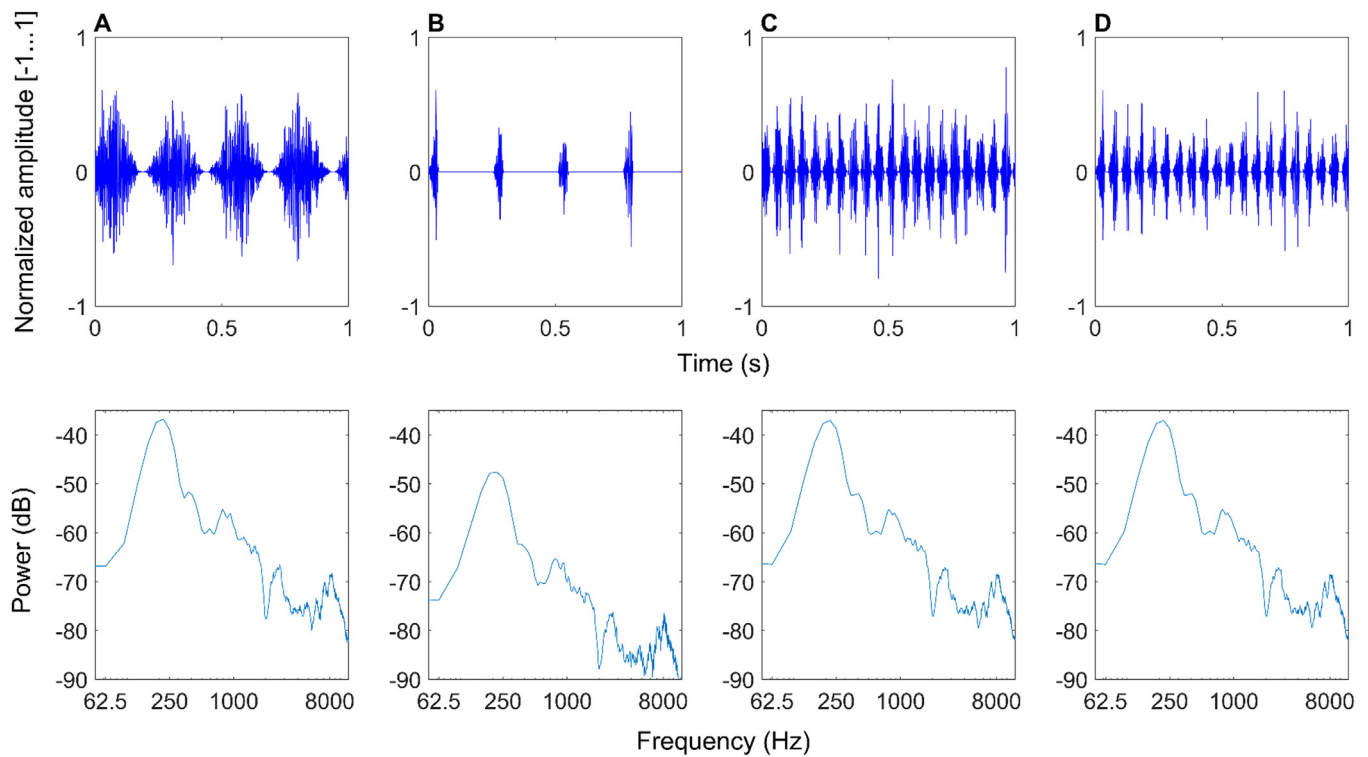 A B C D
Normalized amplitude [-1...1]
1 1 1 1
0 0 0 0
-1 -1 -1 -1
0 0.5 1 0 0.5 1 0 0.5 1 0 0.5 1
Time (s)
Power (dB)
-40 -40 -40 -40
-50 -50 -50 -50
-60 -60 -60 -60
-70 -70 -70 -70
-80 -80 -80 -80
-90 -90 -90 -90
62.5 250 1000 8000 62.5 250 1000 8000 62.5 250 1000 8000 62.5 250 1000 8000
Frequency (Hz)